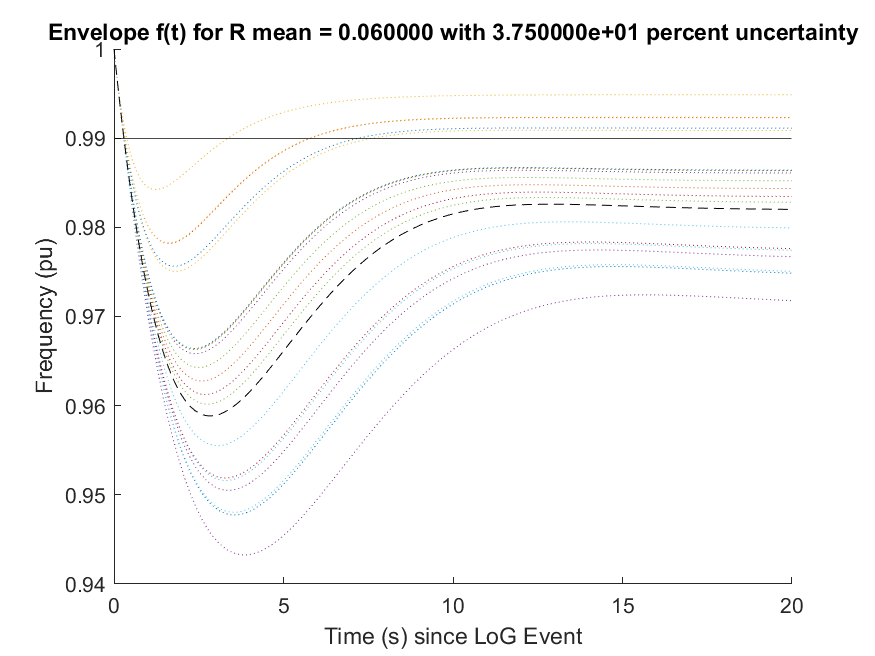 Envelope f(t) for R mean = 0.060000 with 3.750000e+01 percent uncertainty
1
0.99
0.98
0.97
0.96
0.95
0.94
Frequency (pu)
0 5 10 15 20
Time (s) since LoG Event